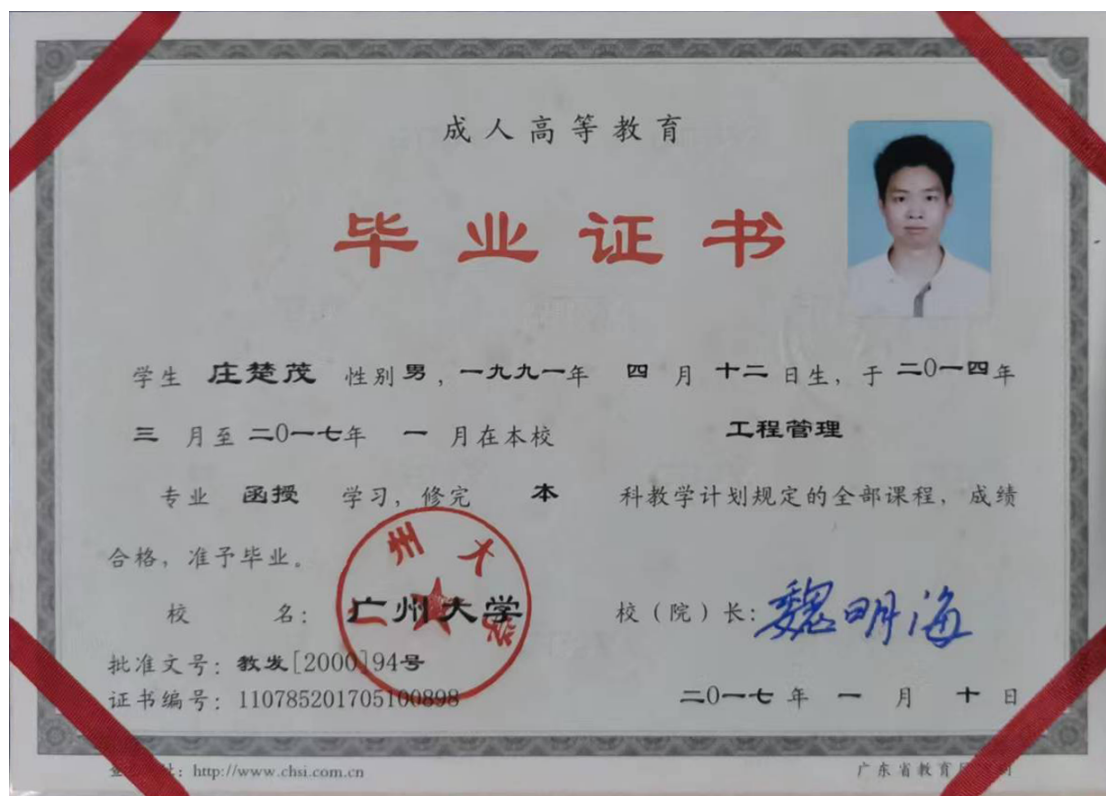 成人高等教育
毕业证书
学生 庄楚茂 性别 男，一九九一年 四 月 十二 日生，于 二0一四年
三 月至 二0一七年 一 月在本校 工程管理
专业 函授 学习，修完 本 科教学计划规定的全部课程，成绩
合格，准予毕业。
校 名：广州大学 校（院）长：魏明海
广州大学
批准文号：教发[2000]94号
证书编号：110785201705100898
二0一七 年 一 月 十 日
址：http://www.chsi.com.cn 广东省教育